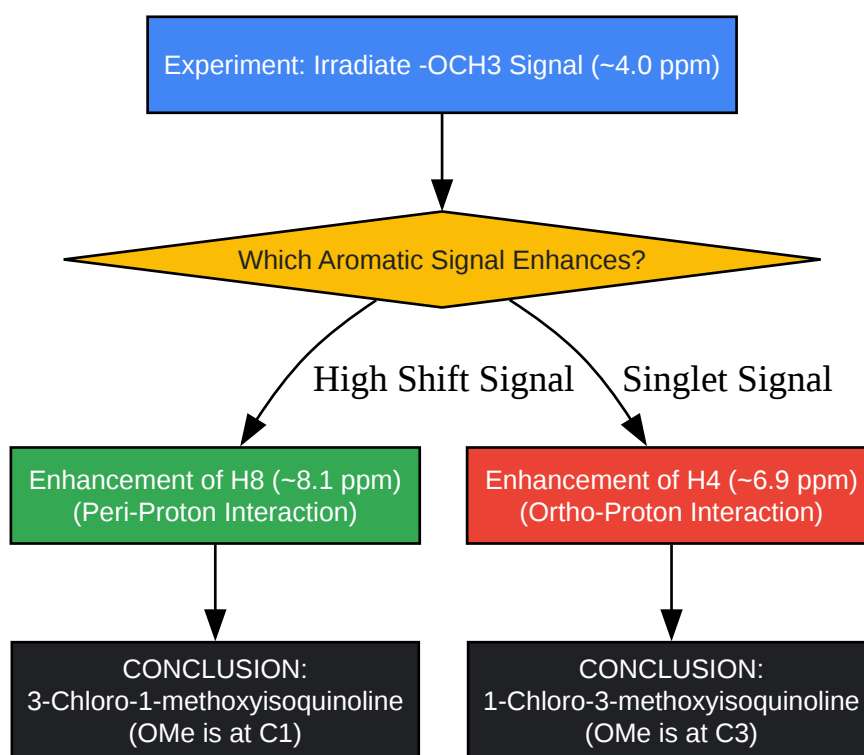 Experiment: Irradiate -OCH3 Signal (~4.0 ppm)
Which Aromatic Signal Enhances?
High Shift Signal
Singlet Signal
Enhancement of H8 (~8.1 ppm)
(Peri-Proton Interaction)
Enhancement of H4 (~6.9 ppm)
(Ortho-Proton Interaction)
CONCLUSION:
3-Chloro-1-methoxyisoquinoline
(OMe is at C1)
CONCLUSION:
1-Chloro-3-methoxyisoquinoline
(OMe is at C3)